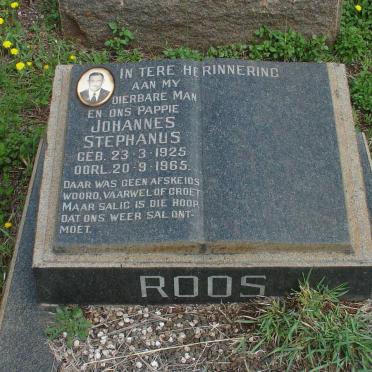 IN TERE HERINNERING
AAN MY
DIERBARE MAN
EN ONS PAPPIE
JOHANNES
STEPHANUS
GEB. 23-3-1925
OORL. 20-9-1965.
DAAR WAS GEEN AFSKEIDS
WOORD, VAARWEL OF GROET
MAAR SALIG IS DIE HOOP
DAT ONS WEER SAL ONT-
MOET.
ROOS